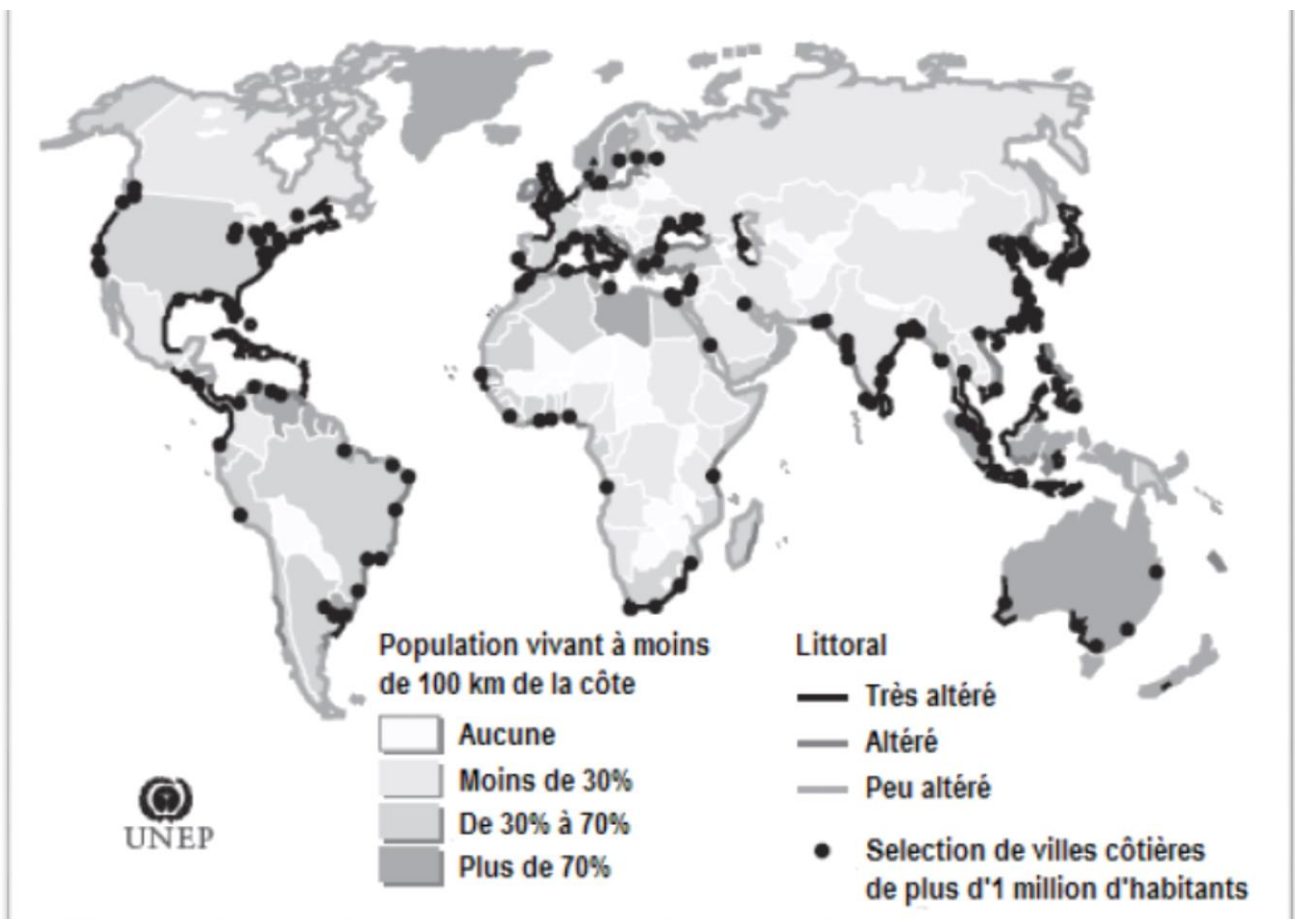 Population vivant à moins
de 100 km de la côte
Aucune
Moins de 30%
De 30% à 70%
Plus de 70%
Littoral
Très altéré
Altéré
Peu altéré
Selection de villes côtières
de plus d'1 million d'habitants
UNEP